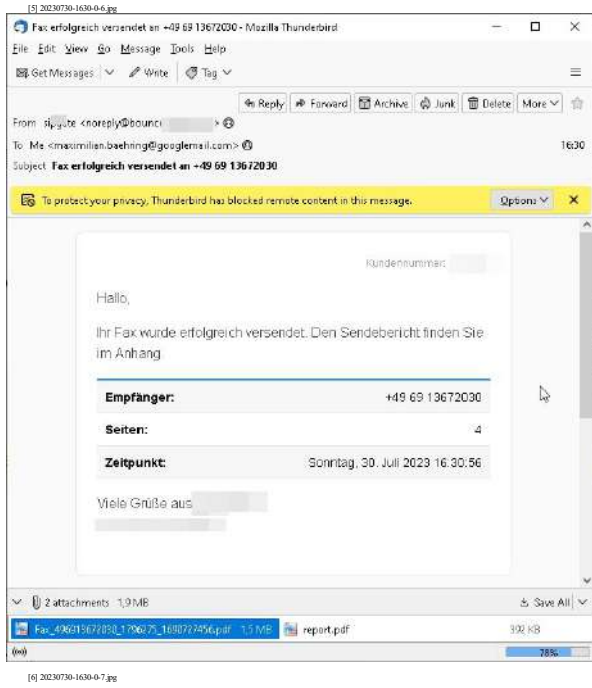 [5] 20230730-1630-0-6.jpg
Fax erfolgreich versendet an +49 69 13672030 - Mozilla Thunderbird
File Edit View Go Message Tools Help
Get Messages Write Tag
Reply Forward Archive Junk Delete More
From sipgate <noreply@bounc >
To Me <maximilian.baehring@googlemail.com> 16:30
Subject Fax erfolgreich versendet an +49 69 13672030
To protect your privacy, Thunderbird has blocked remote content in this message. Options
Kundennummer:
Hallo,
Ihr Fax wurde erfolgreich versendet. Den Sendebericht finden Sie
im Anhang.
Empfänger: +49 69 13672030
Seiten: 4
Zeitpunkt: Sonntag, 30. Juli 2023 16:30:56
Viele Grüße aus
2 attachments 1,9 MB Save All
Fax_496913672030_1796275_1690727456.pdf 1,5 MB report.pdf 392 KB
78%
[6] 20230730-1630-0-7.jpg